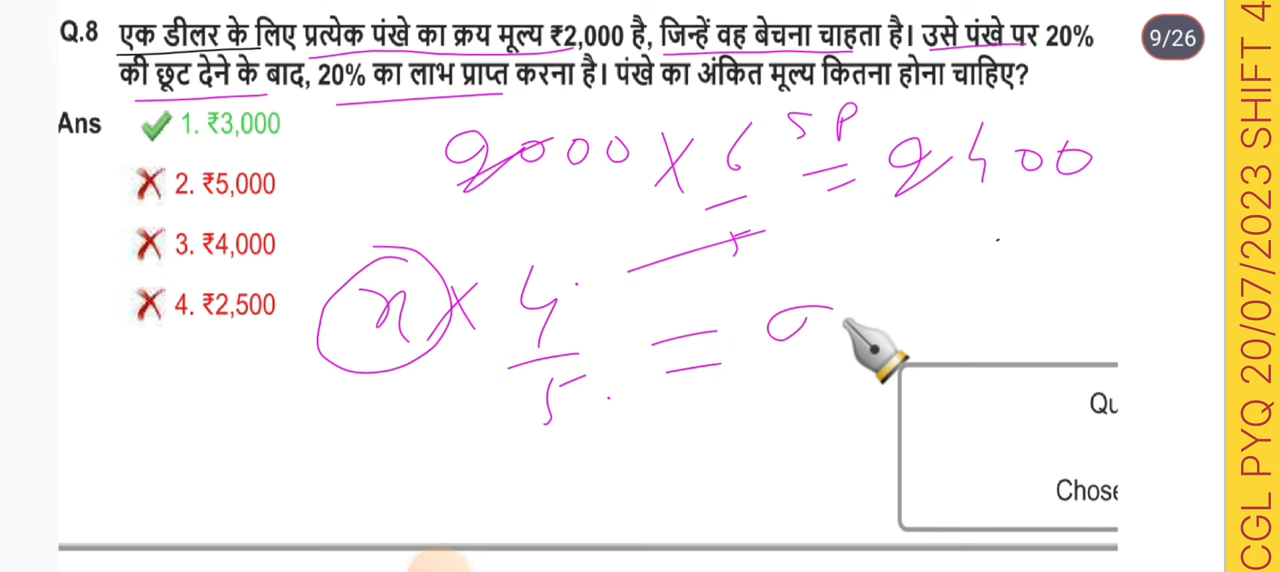 Q.8 एक डीलर के लिए प्रत्येक पंखे का क्रय मूल्य ₹2,000 है, जिन्हें वह बेचना चाहता है। उसे पंखे पर 20%
की छूट देने के बाद, 20% का लाभ प्राप्त करना है। पंखे का अंकित मूल्य कितना होना चाहिए?
9/26
Ans 1. ₹3,000
2. ₹5,000
3. ₹4,000
4. ₹2,500
SP
2000 X 6 = 2400
5
x × 4 =
5
Qu
Chose
CGL PYQ 20/07/2023 SHIFT 4